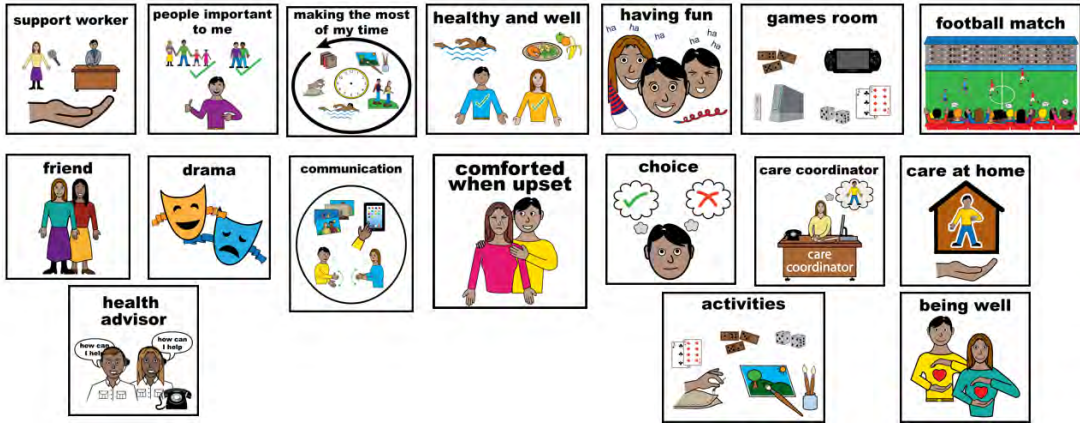 support worker
people important
to me
making the most
of my time
healthy and well
having fun
ha
ha
ha
ha
ha
ha
games room
football match
friend
drama
communication
comforted
when upset
choice
care coordinator
care
coordinator
care at home
health
advisor
how can
I help
how can
I help
activities
being well